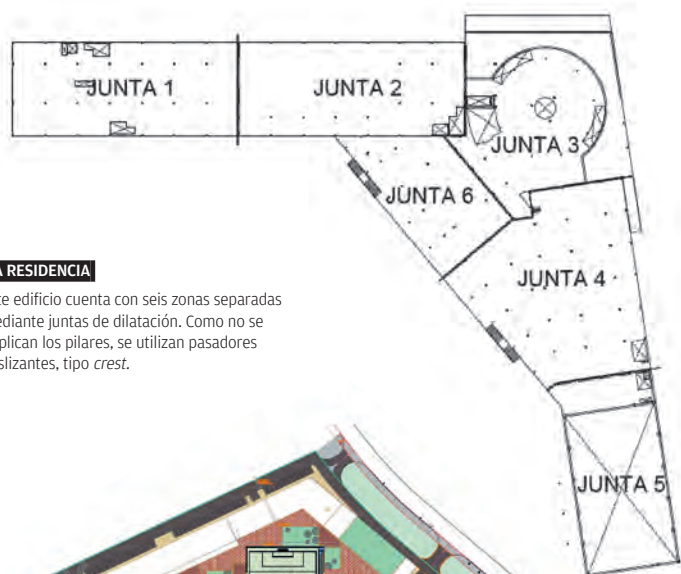 JUNTA 1
JUNTA 2
JUNTA 3
JUNTA 6
JUNTA 4
JUNTA 5
A RESIDENCIA
te edificio cuenta con seis zonas separadas
ediante juntas de dilatación. Como no se
plican los pilares, se utilizan pasadores
slizantes, tipo crest.